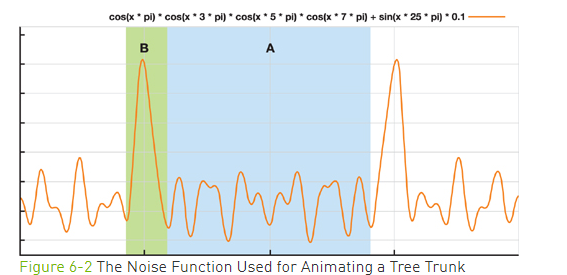 cos(x * pi) * cos(x * 3 * pi) * cos(x * 5 * pi) * cos(x * 7 * pi) + sin(x * 25 * pi) * 0.1
B A
Figure 6-2 The Noise Function Used for Animating a Tree Trunk